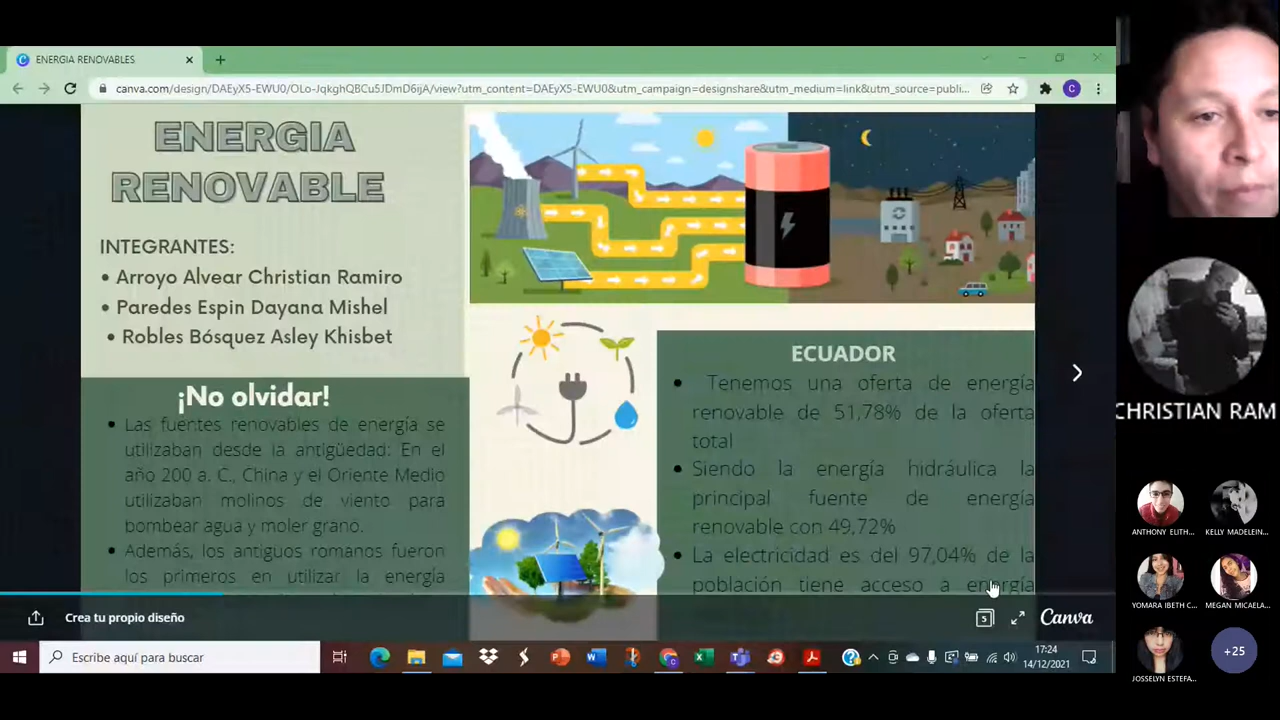 ENERGIA RENOVABLES
canva.com/design/DAEyX5-EWU0/OLo-JqkghQBCu5JDmD6ijA/view?utm_content=DAEyX5-EWU0&utm_campaign=designshare&utm_medium=link&utm_source=publi...
C
ENERGIA
RENOVABLE
INTEGRANTES:
• Arroyo Alvear Christian Ramiro
• Paredes Espin Dayana Mishel
• Robles Bósquez Asley Khisbet
¡No olvidar!
• Las fuentes renovables de energía se
utilizaban desde la antigüedad: En el
año 200 a. C., China y el Oriente Medio
utilizaban molinos de viento para
bombear agua y moler grano.
• Además, los antiguos romanos fueron
los primeros en utilizar la energía
ECUADOR
• Tenemos una oferta de energía
renovable de 51,78% de la oferta
total
• Siendo la energía hidráulica la
principal fuente de energía
renovable con 49,72%
• La electricidad es del 97,04% de la
población tiene acceso a energía
Crea tu propio diseño
5
Canva
Escribe aquí para buscar
17:24
14/12/2021
CHRISTIAN RAM
ANTHONY ELITH...
KELLY MADELEIN...
YOMARA IBETH C...
MEGAN MICAELA...
JOSSELYN ESTEFA...
+25